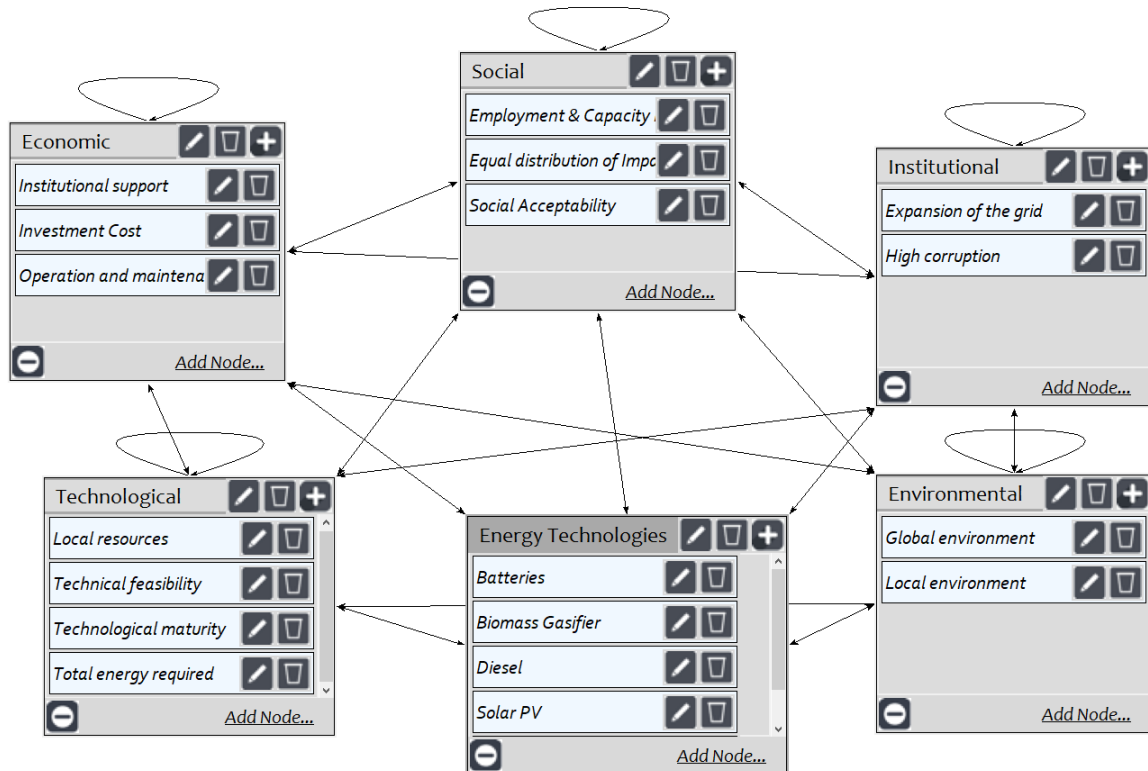 Social
Employment & Capacity
Equal distribution of Impa
Social Acceptability
Add Node...
Economic
Institutional support
Investment Cost
Operation and maintena
Add Node...
Institutional
Expansion of the grid
High corruption
Add Node...
Technological
Local resources
Technical feasibility
Technological maturity
Total energy required
Add Node...
Energy Technologies
Batteries
Biomass Gasifier
Diesel
Solar PV
Add Node...
Environmental
Global environment
Local environment
Add Node...